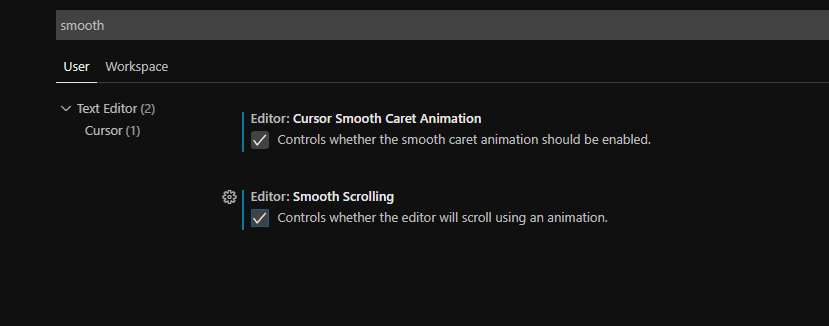 smooth
User Workspace
Text Editor (2)
Cursor (1)
Editor: Cursor Smooth Caret Animation
Controls whether the smooth caret animation should be enabled.
Editor: Smooth Scrolling
Controls whether the editor will scroll using an animation.